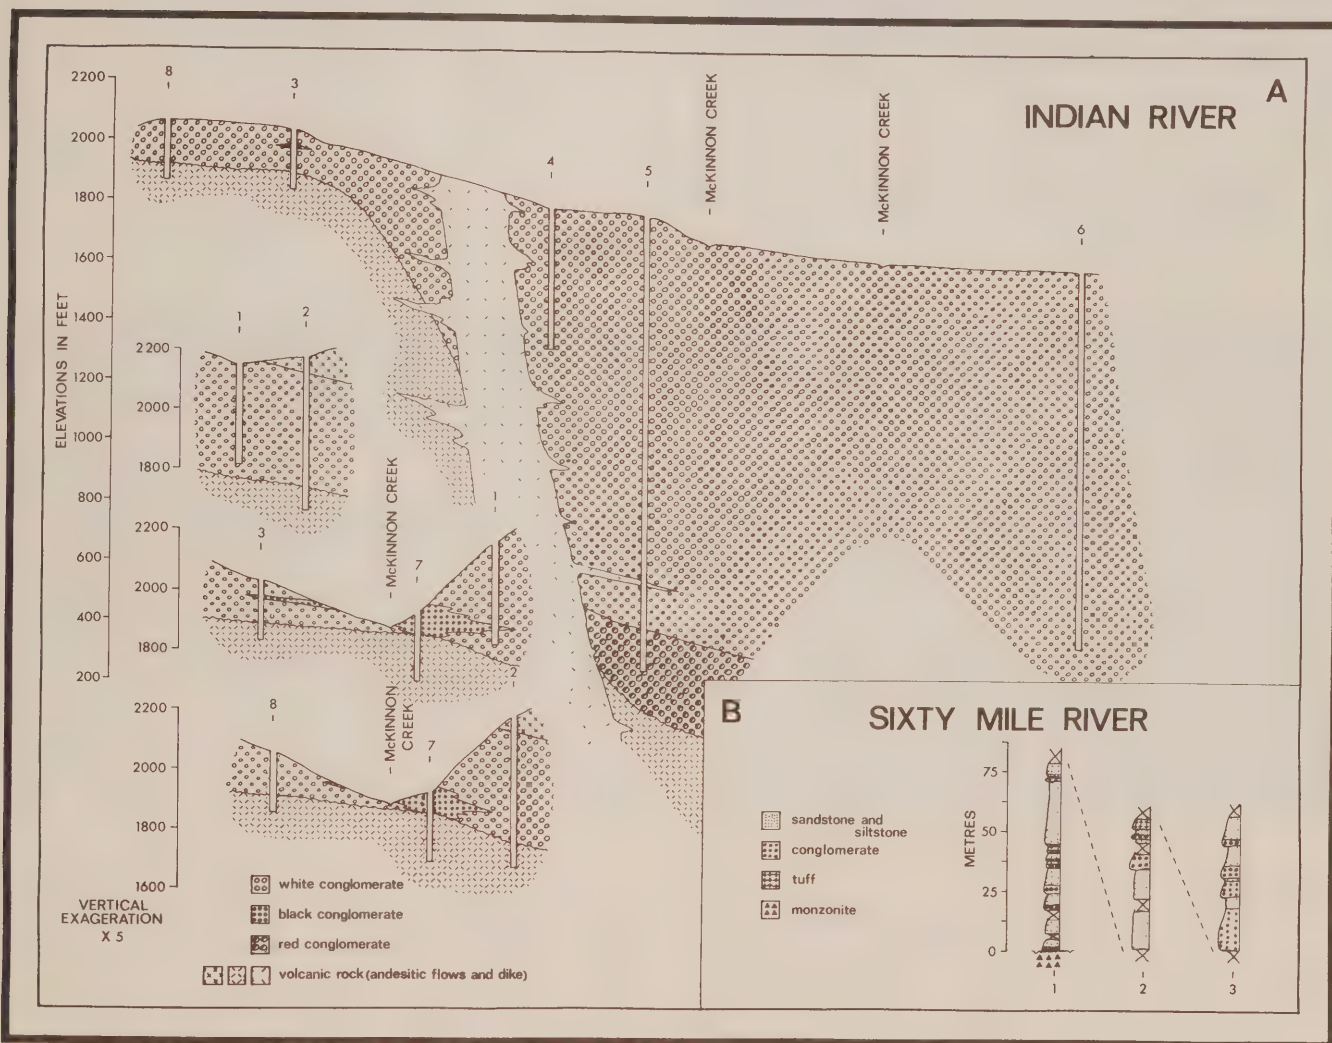 A
INDIAN RIVER
ELEVATIONS IN FEET
2200
2000
1800
1600
1400
1200
1000
800
600
400
200
8
3
4
5
McKINNON CREEK
McKINNON CREEK
6
1
2
2200
2000
1800
McKINNON CREEK
3
7
1
2200
2000
1800
McKINNON
CREEK
8
7
2
2200
2000
1800
1600
VERTICAL
EXAGERATION
X 5
white conglomerate
black conglomerate
red conglomerate
volcanic rock (andesitic flows and dike)
B
SIXTY MILE RIVER
sandstone and
siltstone
conglomerate
tuff
monzonite
METRES
75
50
25
0
1
2
3